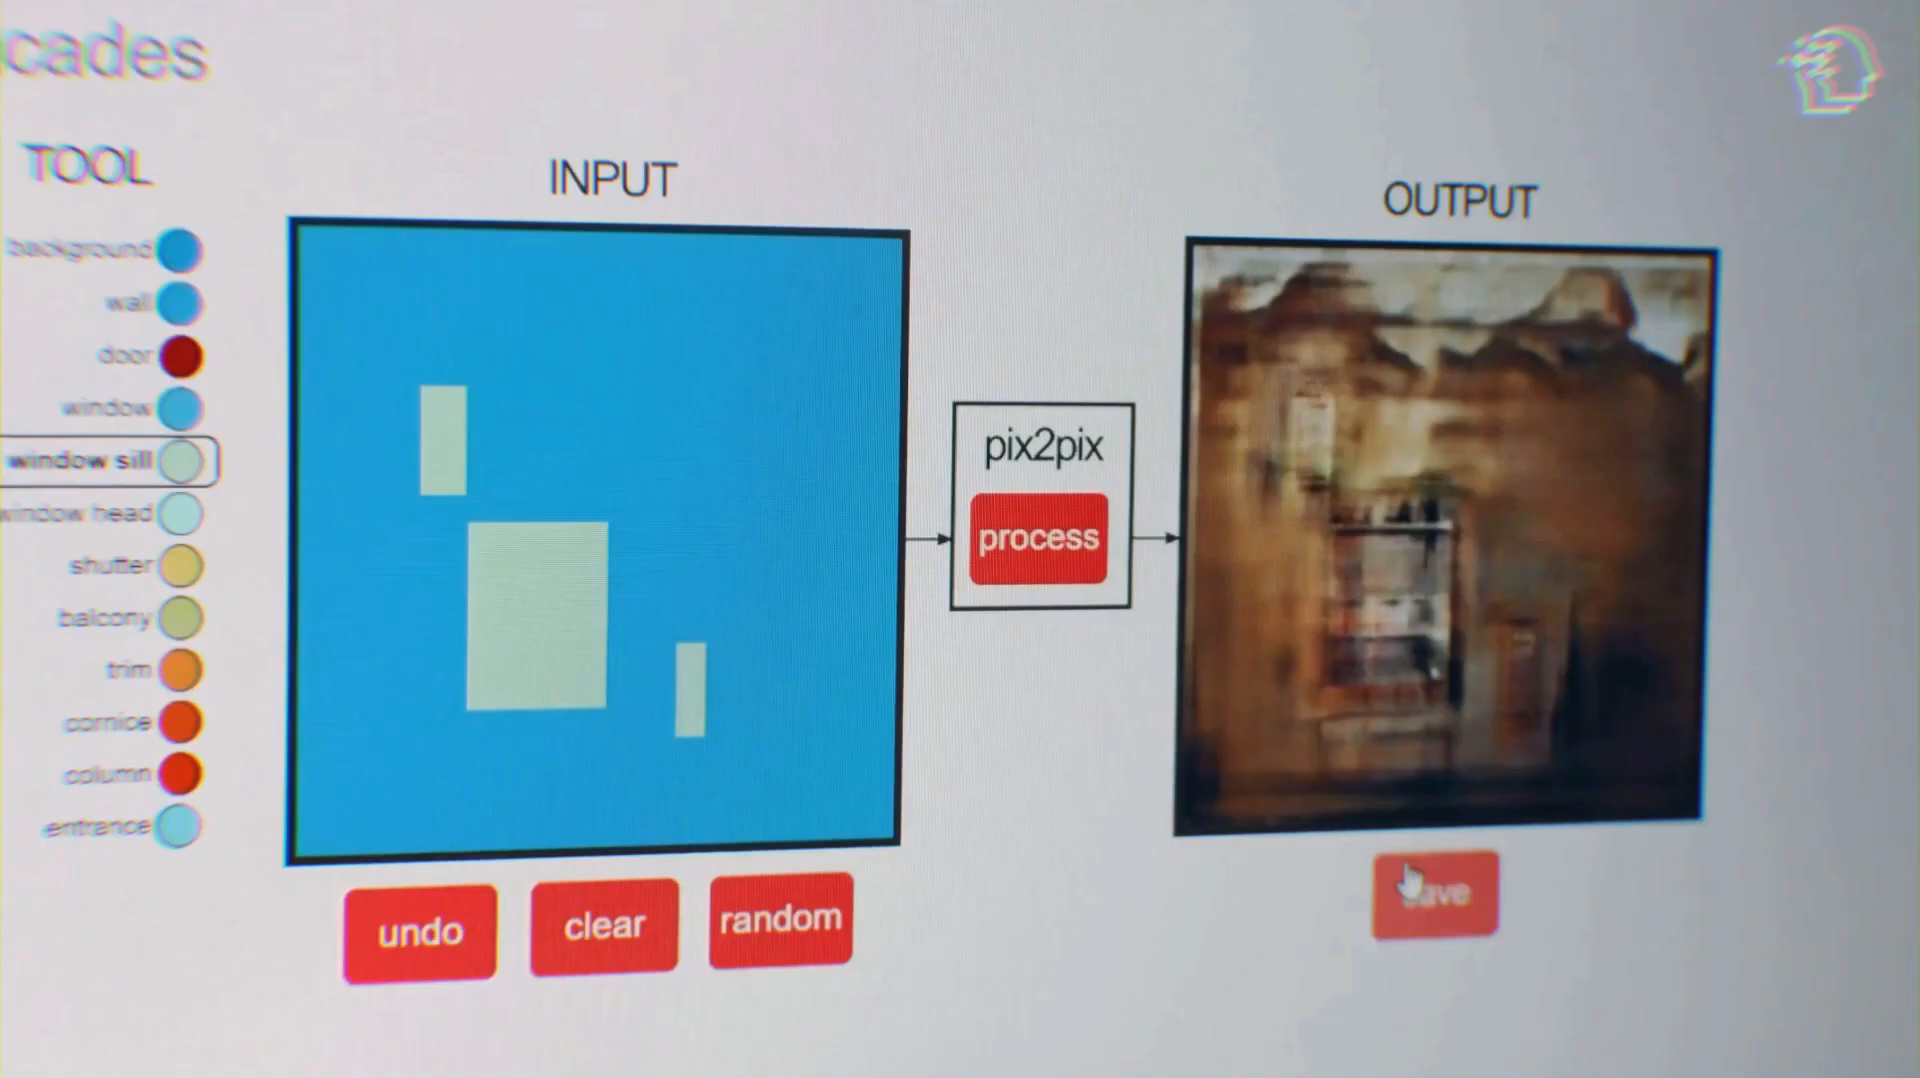 cades
TOOL
INPUT
OUTPUT
background
wall
door
window
window sill
window head
shutter
balcony
trim
cornice
column
entrance
pix2pix
process
undo
clear
random
save